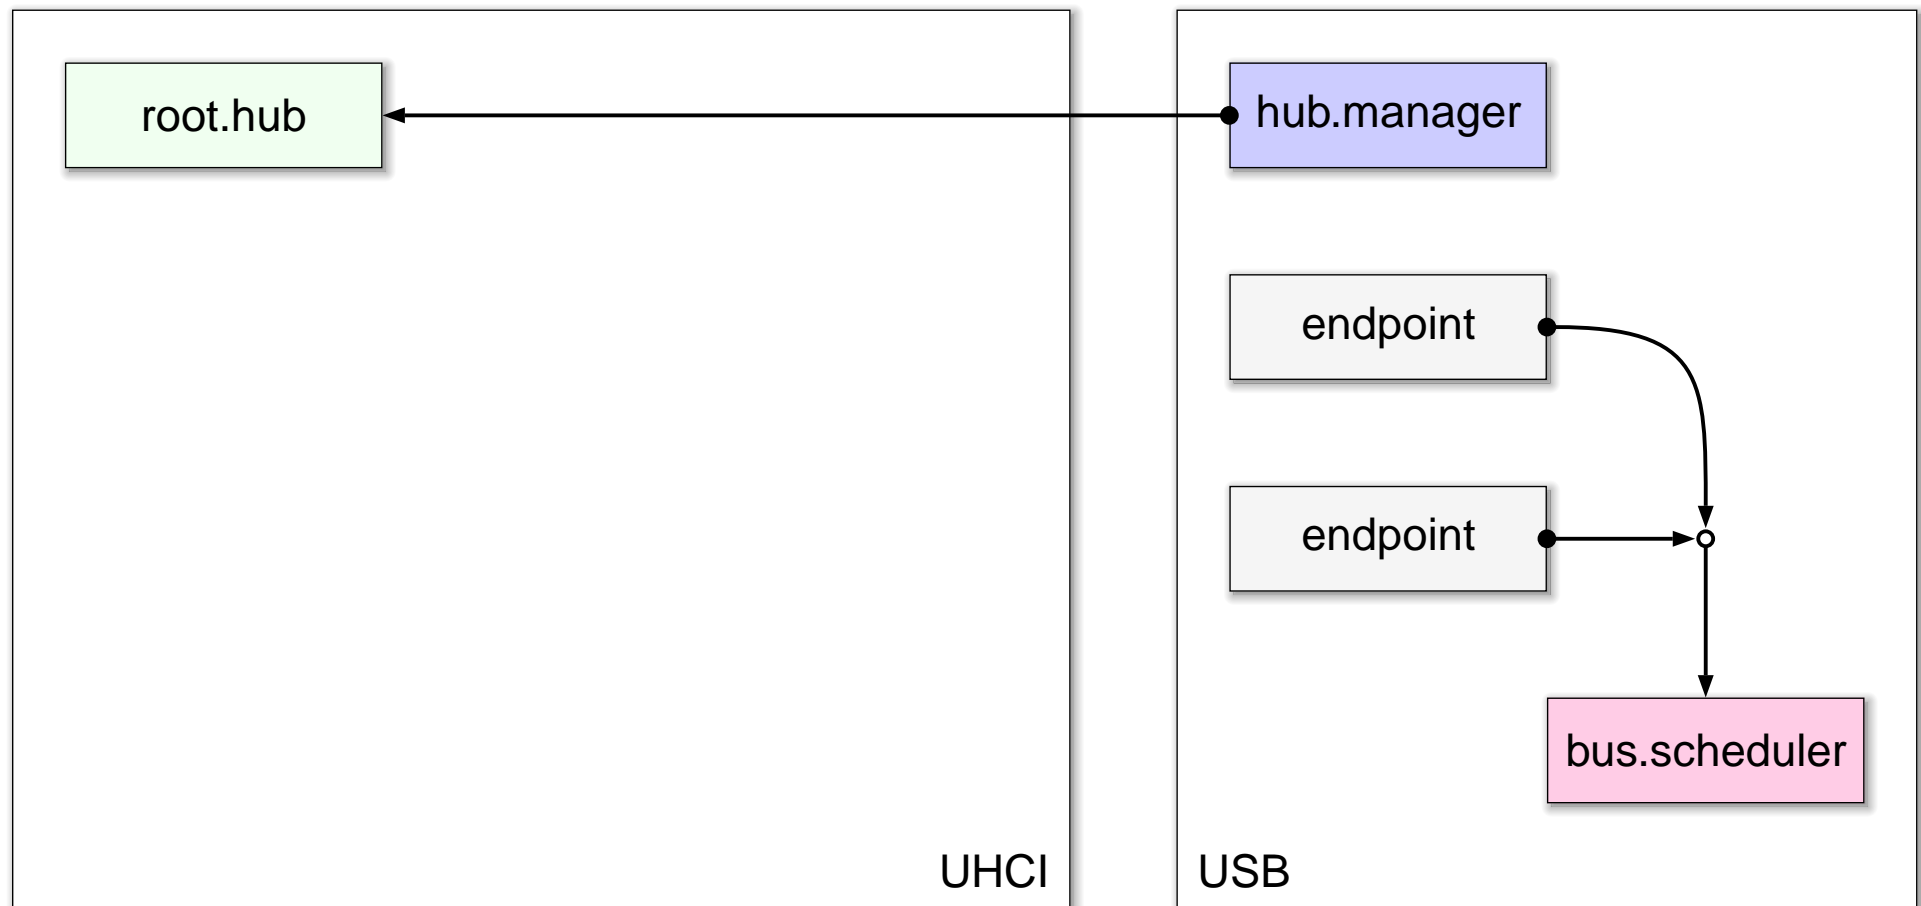 root.hub
hub.manager
endpoint
endpoint
bus.scheduler
UHCI
USB